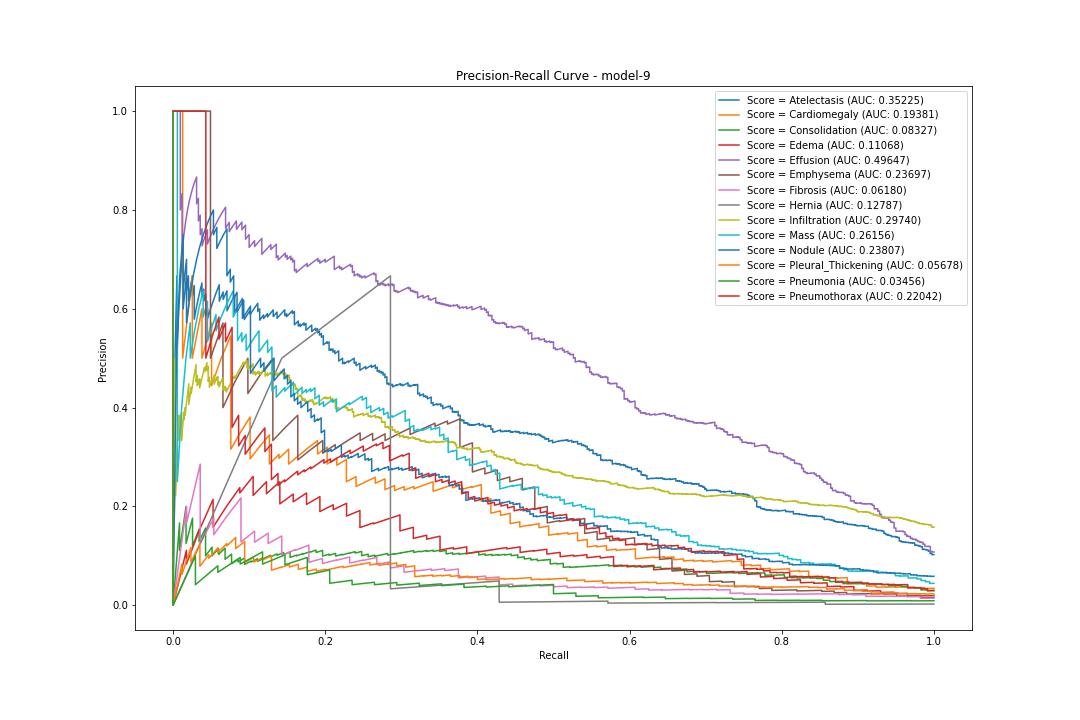 Precision-Recall Curve - model-9
Score = Atelectasis (AUC: 0.35225)
Score = Cardiomegaly (AUC: 0.19381)
Score = Consolidation (AUC: 0.08327)
Score = Edema (AUC: 0.11068)
Score = Effusion (AUC: 0.49647)
Score = Emphysema (AUC: 0.23697)
Score = Fibrosis (AUC: 0.06180)
Score = Hernia (AUC: 0.12787)
Score = Infiltration (AUC: 0.29740)
Score = Mass (AUC: 0.26156)
Score = Nodule (AUC: 0.23807)
Score = Pleural_Thickening (AUC: 0.05678)
Score = Pneumonia (AUC: 0.03456)
Score = Pneumothorax (AUC: 0.22042)
1.0
0.8
0.6
0.4
0.2
0.0
Precision
0.0 0.2 0.4 0.6 0.8 1.0
Recall